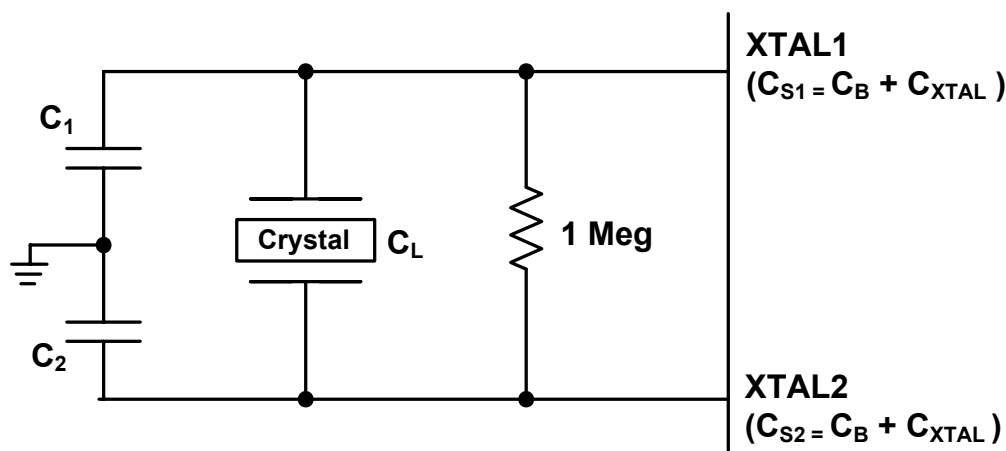 XTAL1
(CS1 = CB + CXTAL )
C1
Crystal
CL
1 Meg
C2
XTAL2
(CS2 = CB + CXTAL )